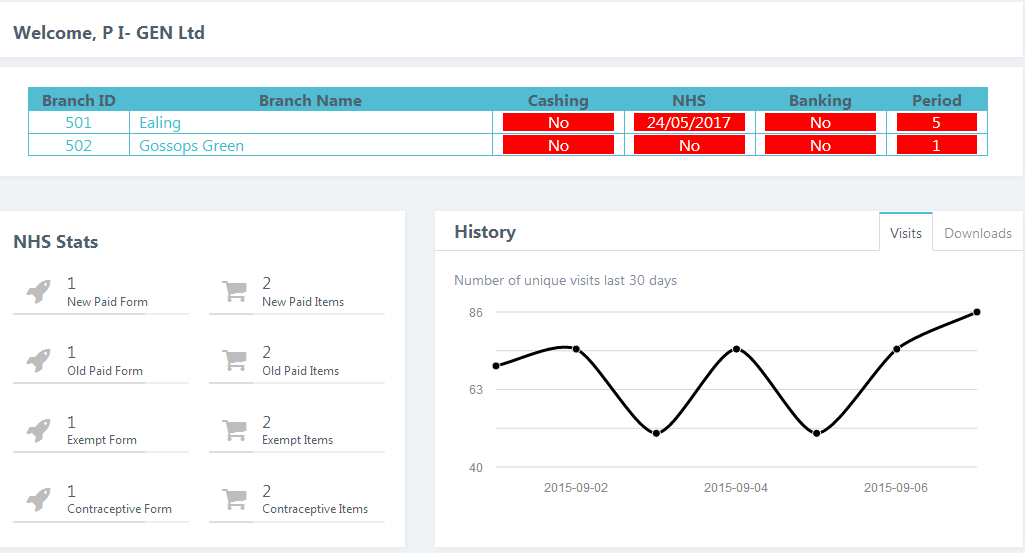 Welcome, P I- GEN Ltd
Branch ID Branch Name Cashing NHS Banking Period
501 Ealing No 24/05/2017 No 5
502 Gossops Green No No No 1
NHS Stats
1
New Paid Form
2
New Paid Items
1
Old Paid Form
2
Old Paid Items
1
Exempt Form
2
Exempt Items
1
Contraceptive Form
2
Contraceptive Items
History Visits Downloads
Number of unique visits last 30 days
86
63
40
2015-09-02 2015-09-04 2015-09-06